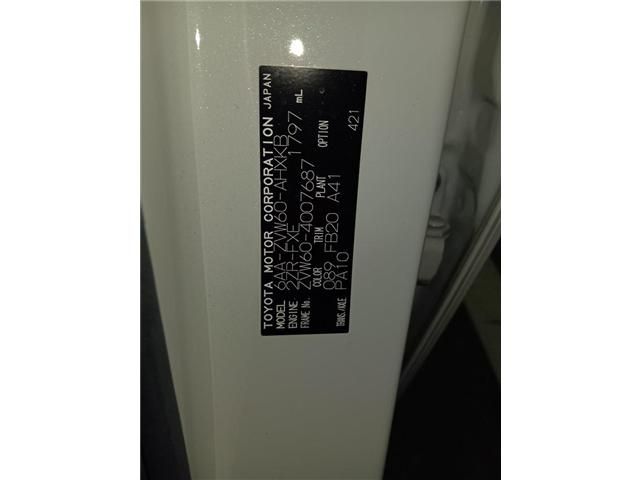 TOYOTA MOTOR CORPORATION JAPAN
MODEL 6AA-ZVW60-AHXKB
ENGINE 2ZR-FXE 1797 mL
FRAME No. ZVW60-4007687
COLOR TRIM PLANT OPTION
089 FB20 A41 421
TRANS/AXLE PA10